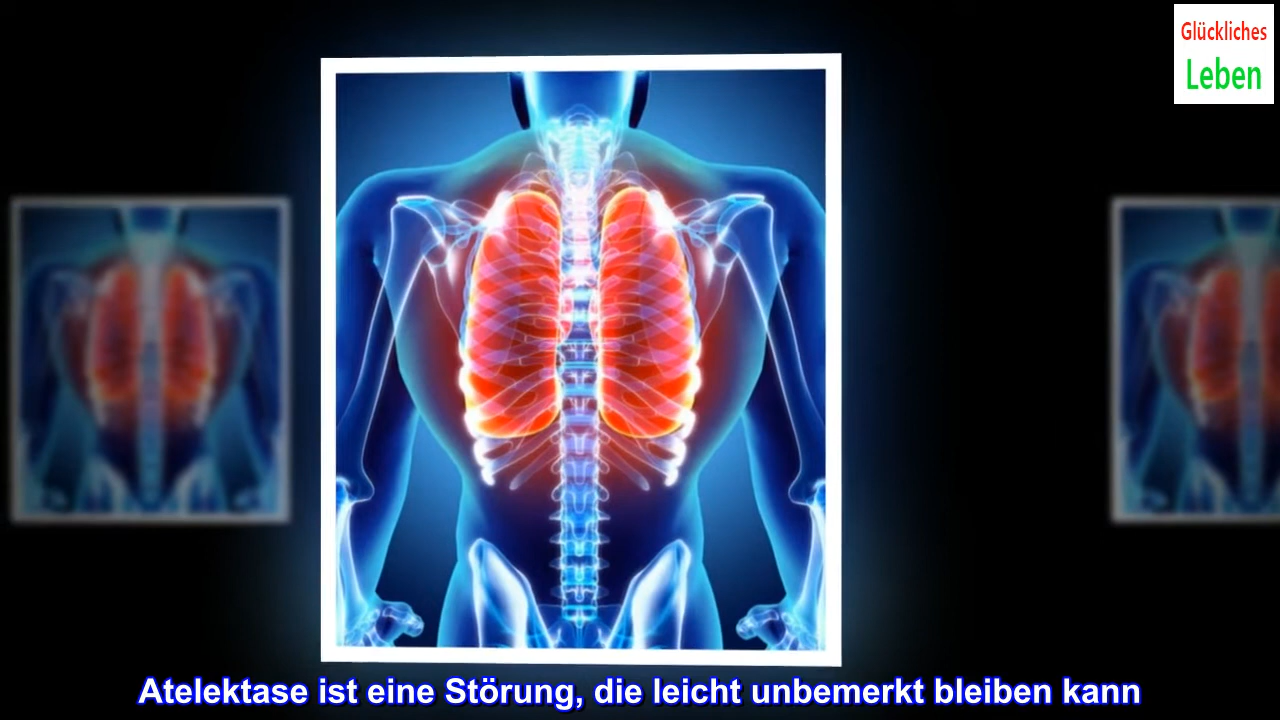 Glückliches
Leben
Atelektase ist eine Störung, die leicht unbemerkt bleiben kann